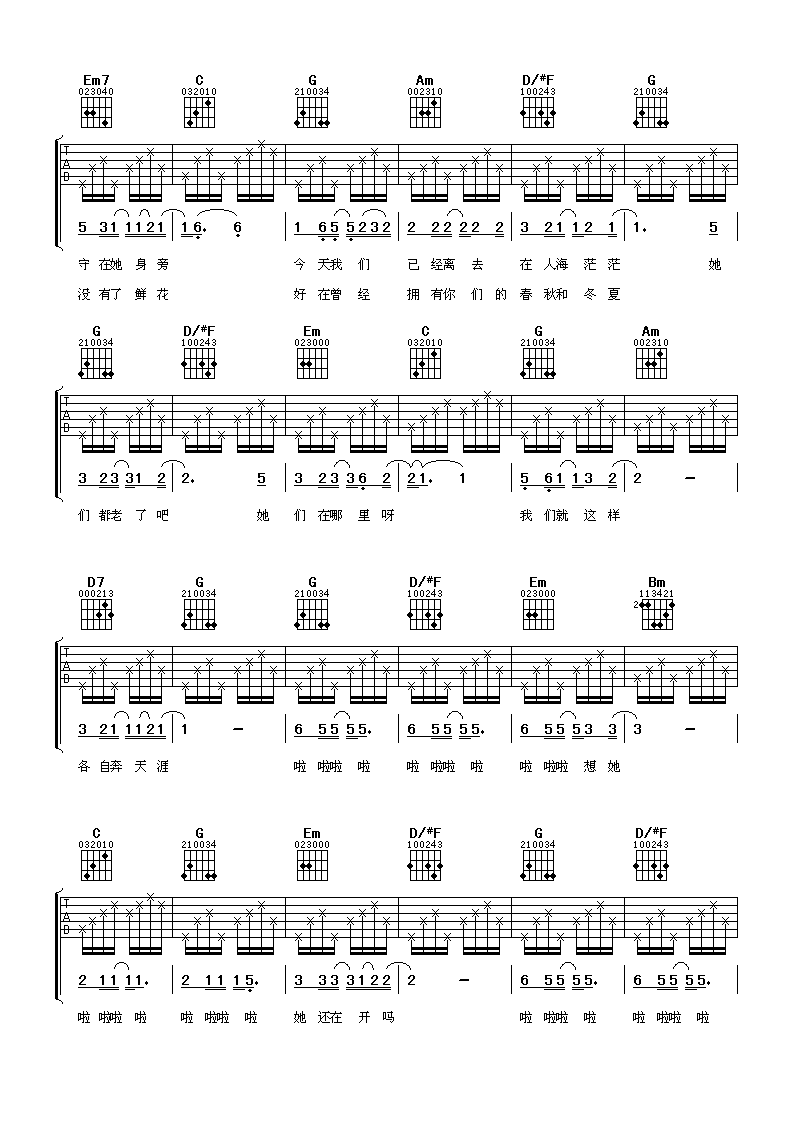 Em7 C G Am D/#F G
023040 032010 210034 002310 100243 210034
T A B
5 31 1121 16. 6 1 65 5232 2 22 22 2 3 21 12 1 1. 5
守 在她 身 旁 今 天我 们 已 经离 去 在 人海 茫茫 她
没 有了 鲜 花 好 在曾 经 拥 有你 们 的 春 秋和 冬 夏
G D/#F Em C G Am
210034 100243 023000 032010 210034 002310
T A B
3 23 31 2 2. 5 3 23 36 2 21. 1 5 61 13 2 2 －
们 都老 了 吧 她 们 在哪 里 呀 我 们就 这 样
D7 G G D/#F Em Bm
000213 210034 210034 100243 023000 113421
2
T A B
3 21 1121 1 － 6 55 55. 6 55 55. 6 55 53 3 3 －
各 自奔 天 涯 啦 啦啦 啦 啦 啦啦 啦 啦 啦啦 想 她
C G Em D/#F G D/#F
032010 210034 023000 100243 210034 100243
T A B
2 11 11. 2 11 15. 3 33 3122 2 － 6 55 55. 6 55 55.
啦 啦啦 啦 啦 啦啦 啦 她 还在 开 吗 啦 啦啦 啦 啦 啦啦 啦